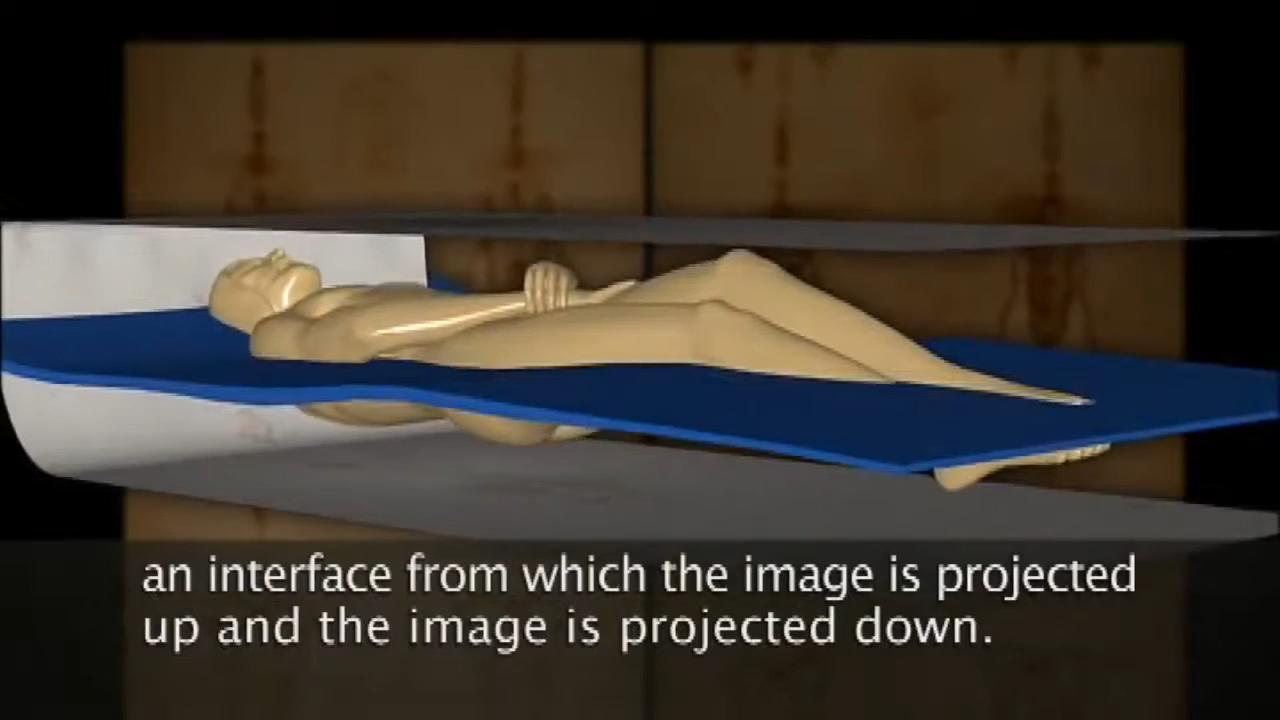 an interface from which the image is projected
up and the image is projected down.